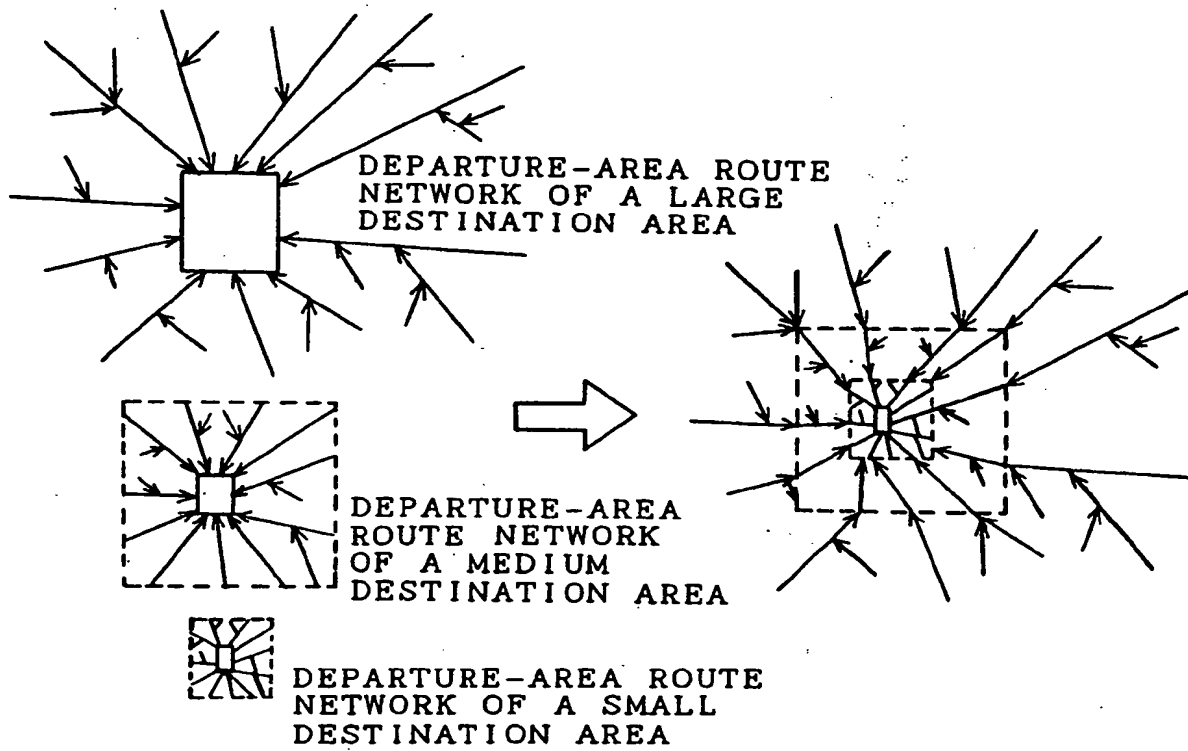 DEPARTURE-AREA ROUTE
NETWORK OF A LARGE
DESTINATION AREA
DEPARTURE-AREA
ROUTE NETWORK
OF A MEDIUM
DESTINATION AREA
DEPARTURE-AREA ROUTE
NETWORK OF A SMALL
DESTINATION AREA